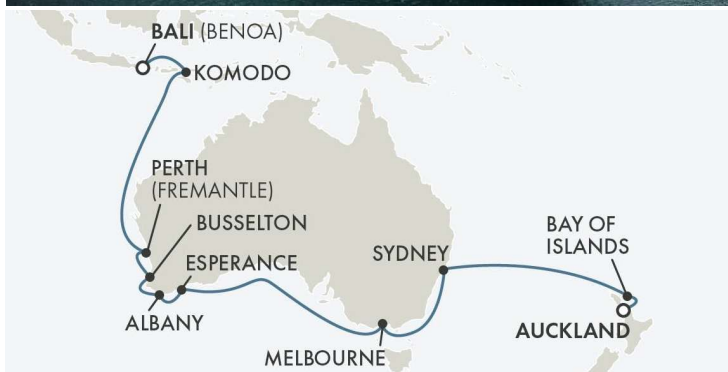 BALI (BENOA)
KOMODO
PERTH
(FREMANTLE)
BUSSELTON
ESPERANCE
ALBANY
MELBOURNE
SYDNEY
BAY OF
ISLANDS
AUCKLAND